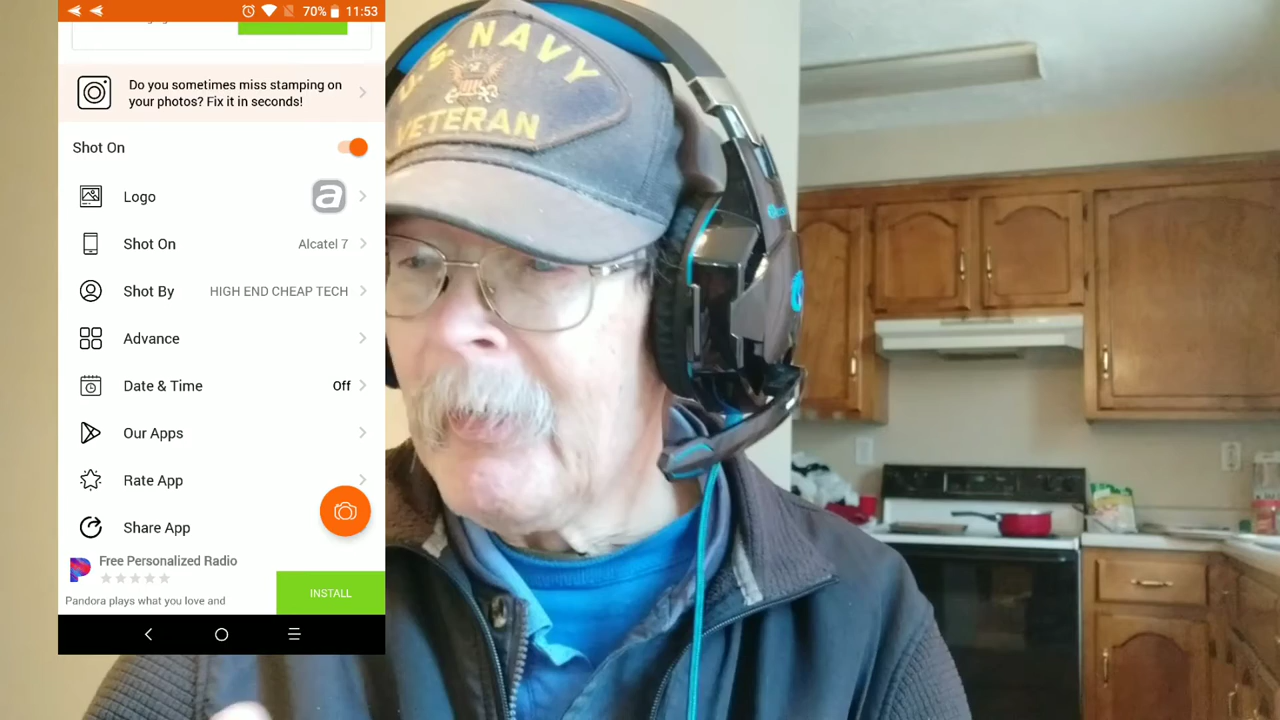 70% 11:53
Do you sometimes miss stamping on
your photos? Fix it in seconds!
Shot On
Logo a
Shot On Alcatel 7
Shot By HIGH END CHEAP TECH
Advance
Date & Time Off
Our Apps
Rate App
Share App
Free Personalized Radio
Pandora plays what you love and
INSTALL
U.S. NAVY
VETERAN